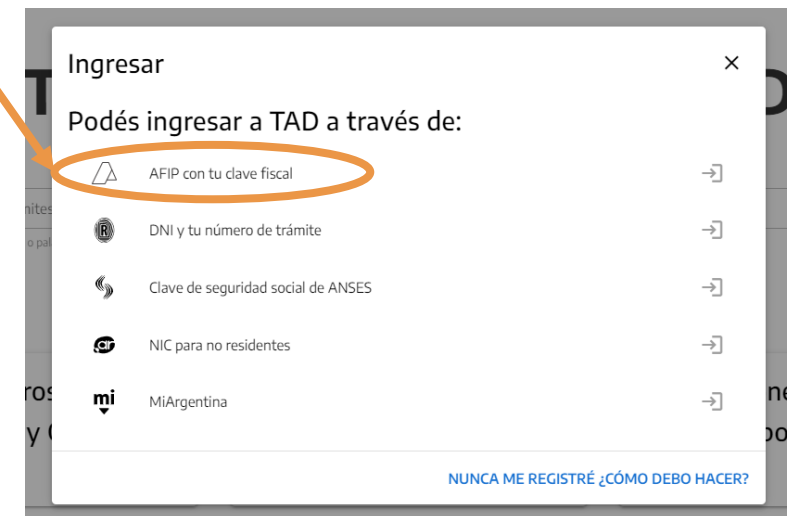 Ingresar
Podés ingresar a TAD a través de:
AFIP con tu clave fiscal
DNI y tu número de trámite
Clave de seguridad social de ANSES
NIC para no residentes
mi MiArgentina
NUNCA ME REGISTRÉ ¿CÓMO DEBO HACER?